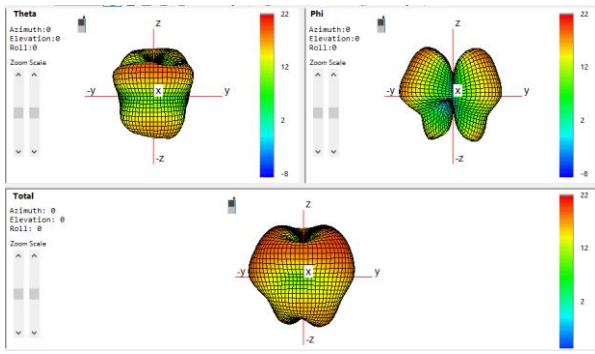 Theta
Azimuth:0
Elevation:0
Roll:0
Zoom Scale
z
-y
x
y
-z
22
12
2
-8
Phi
Azimuth:0
Elevation:0
Roll:0
Zoom Scale
z
-y
x
y
-z
22
12
2
-8
Total
Azimuth: 0
Elevation: 0
Roll: 0
Zoom Scale
z
-y
x
y
-z
22
12
2